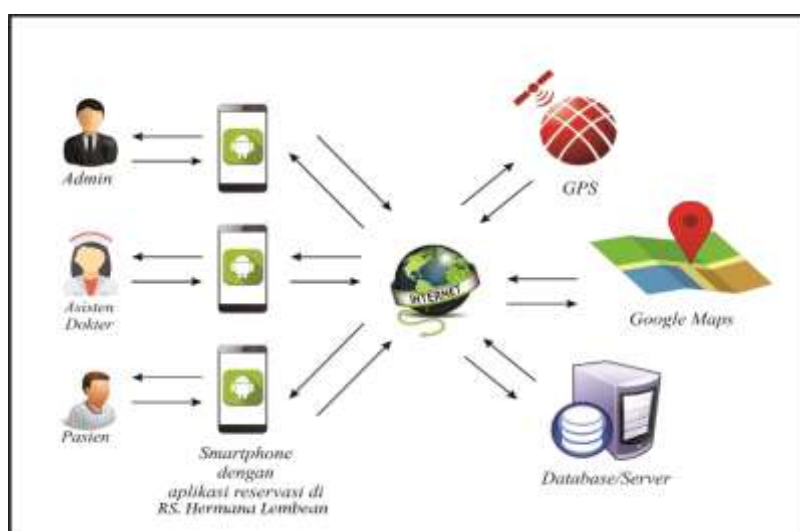 Admin
GPS
Asisten
Dokter
INTERNET
Google Maps
Pasien
Smartphone
dengan
aplikasi reservasi di
RS. Hermana Lembean
Database/Server